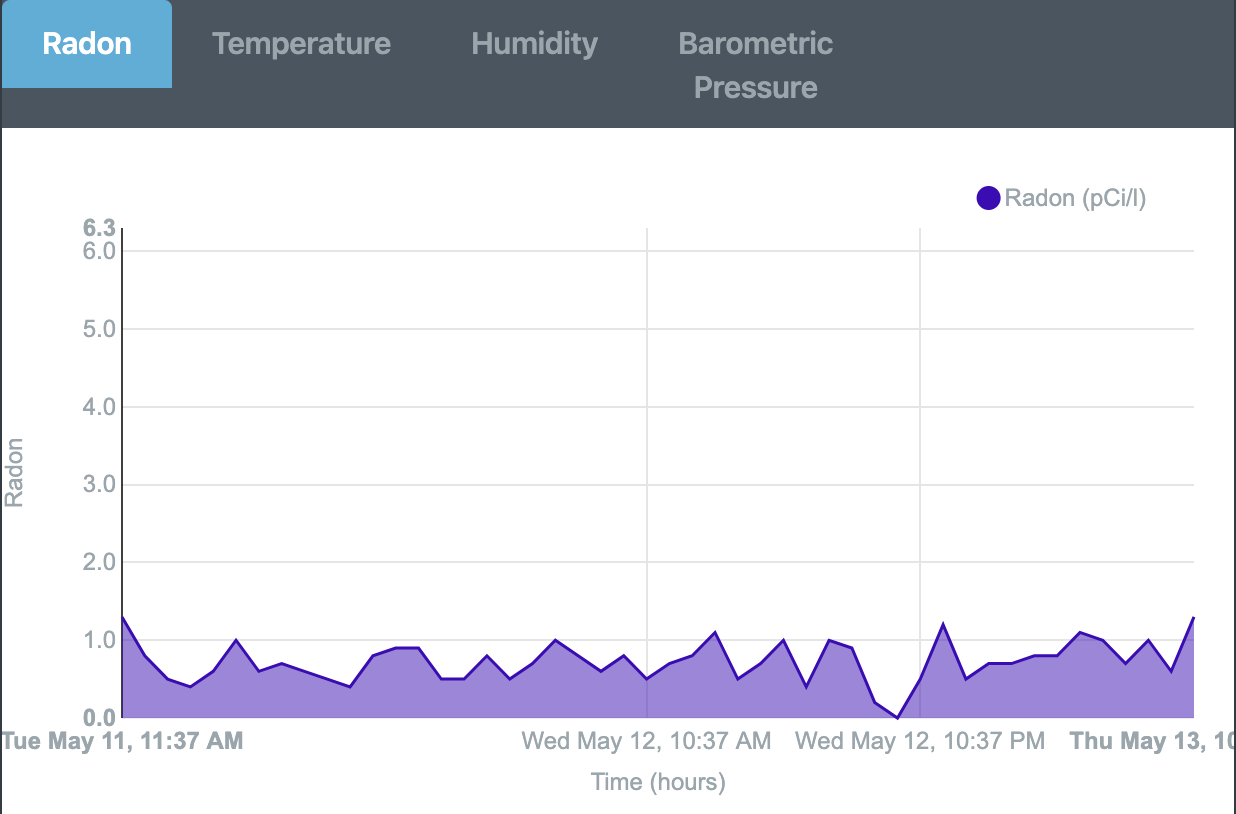 Radon Temperature Humidity Barometric
Pressure
Radon (pCi/l)
6.3
6.0
5.0
4.0
3.0
2.0
1.0
0.0
Radon
Tue May 11, 11:37 AM Wed May 12, 10:37 AM Wed May 12, 10:37 PM Thu May 13, 10
Time (hours)